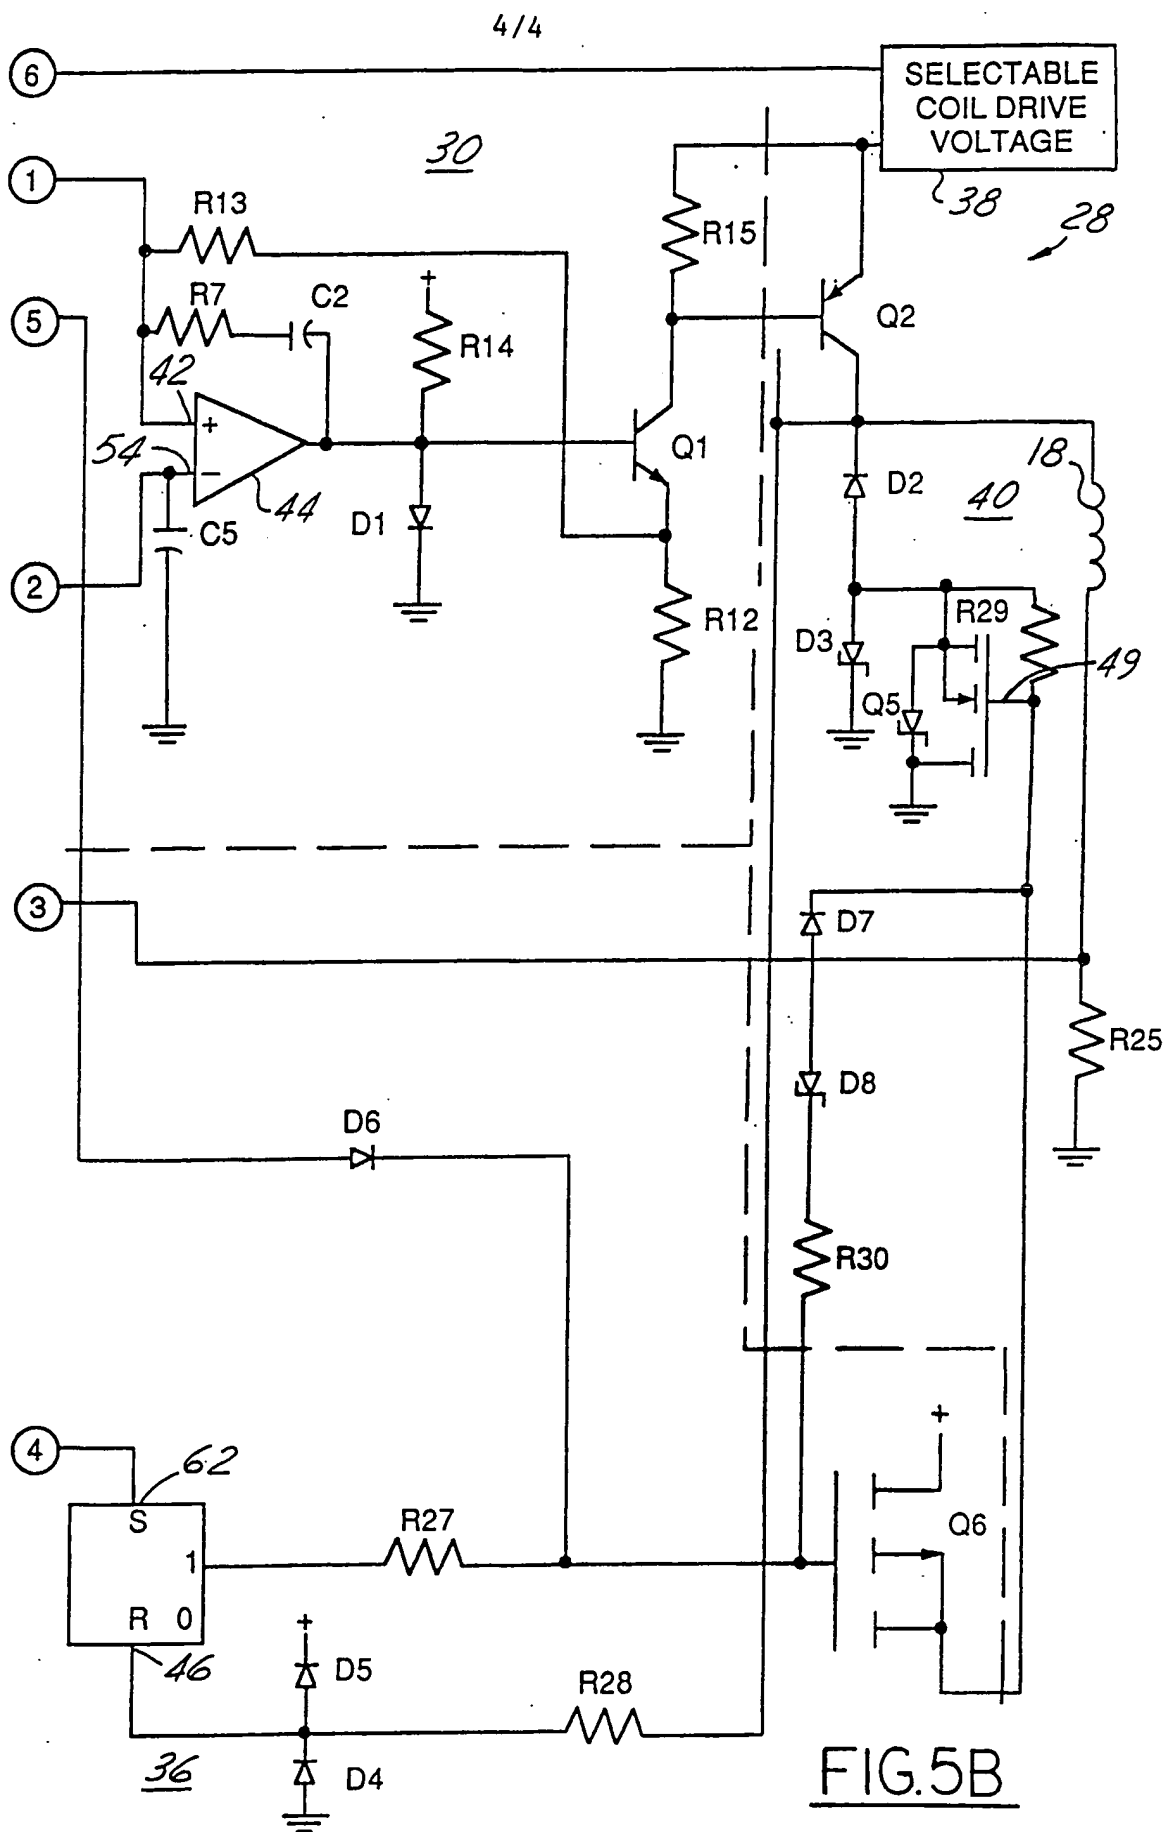 4/4
6
SELECTABLE
COIL DRIVE
VOLTAGE
30
1
38
28
R13
R15
R7
C2
+
5
R14
Q2
42
+
54
−
Q1
18
D2
40
44
C5
D1
2
R12
R29
D3
49
Q5
3
D7
R25
D8
D6
R30
+
4
62
S
R27
Q6
1
R 0
+
46
D5
R28
36
D4
FIG.5B